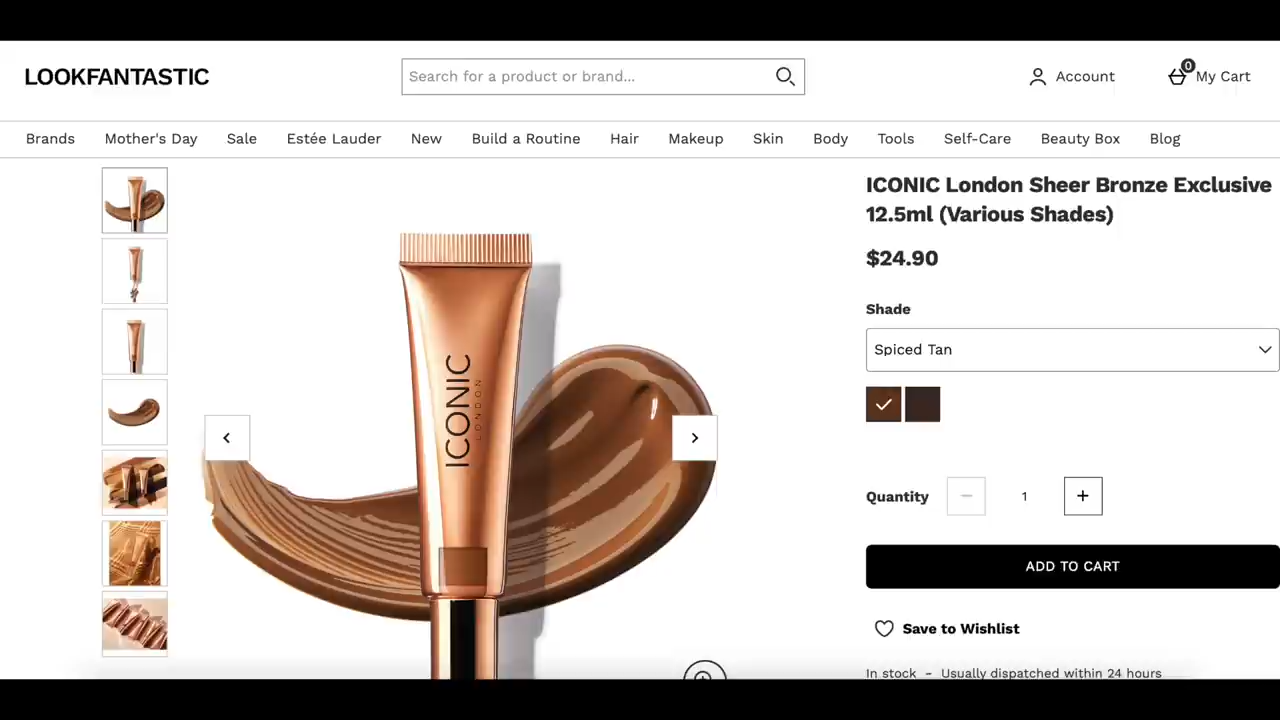 LOOKFANTASTIC
Search for a product or brand...
Account
0
My Cart
Brands Mother's Day Sale Estée Lauder New Build a Routine Hair Makeup Skin Body Tools Self-Care Beauty Box Blog
ICONIC London Sheer Bronze Exclusive
12.5ml (Various Shades)
$24.90
Shade
Spiced Tan
ICONIC
LONDON
Quantity
1
ADD TO CART
Save to Wishlist
In stock - Usually dispatched within 24 hours